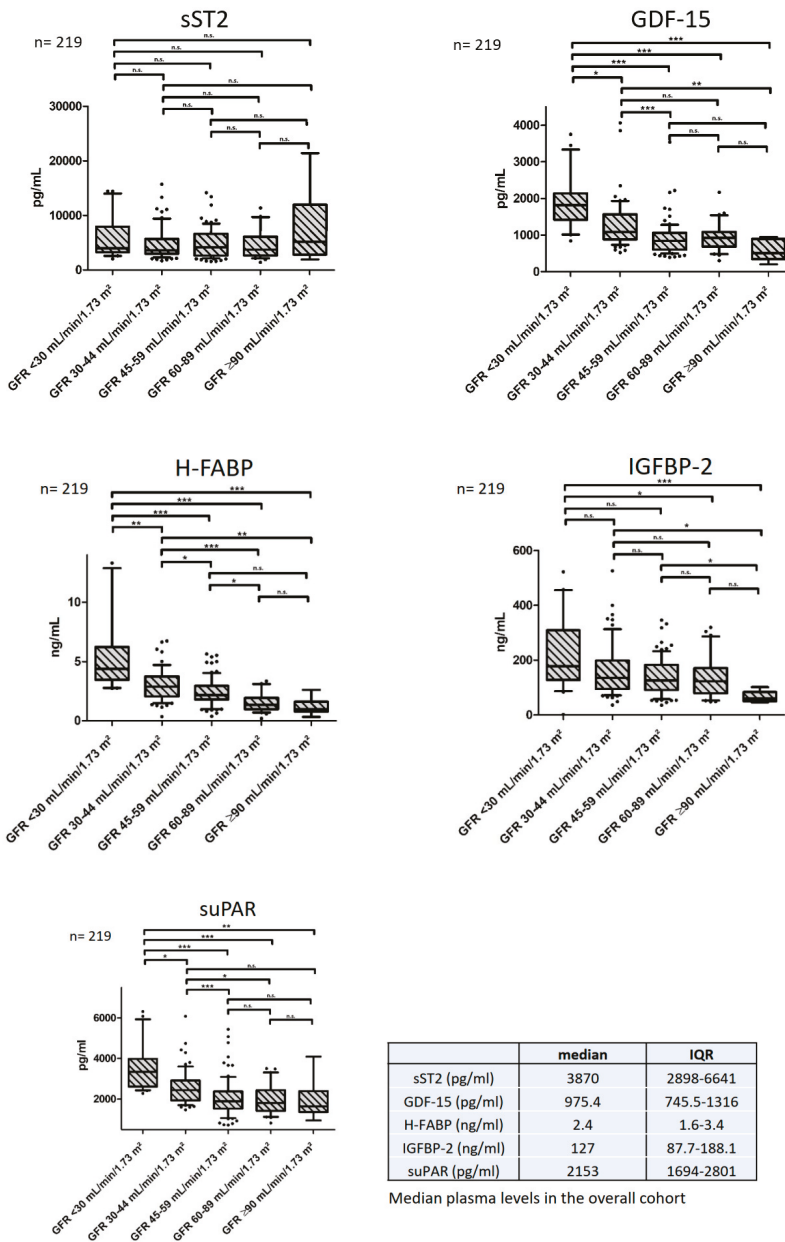 sST2
n= 219
n.s.
n.s.
n.s.
n.s.
n.s.
n.s.
n.s.
n.s.
n.s.
n.s.
30000
20000
10000
0
pg/mL
GFR <30 mL/min/1.73 m²
GFR 30-44 mL/min/1.73 m²
GFR 45-59 mL/min/1.73 m²
GFR 60-89 mL/min/1.73 m²
GFR ≥90 mL/min/1.73 m²
GDF-15
n= 219
***
***
***
*
**
n.s.
***
n.s.
n.s.
n.s.
4000
3000
2000
1000
0
pg/mL
GFR <30 mL/min/1.73 m²
GFR 30-44 mL/min/1.73 m²
GFR 45-59 mL/min/1.73 m²
GFR 60-89 mL/min/1.73 m²
GFR ≥90 mL/min/1.73 m²
H-FABP
n= 219
***
***
***
**
**
***
*
n.s.
*
n.s.
10
5
0
ng/mL
GFR <30 mL/min/1.73 m²
GFR 30-44 mL/min/1.73 m²
GFR 45-59 mL/min/1.73 m²
GFR 60-89 mL/min/1.73 m²
GFR ≥90 mL/min/1.73 m²
IGFBP-2
n= 219
***
*
n.s.
n.s.
*
n.s.
n.s.
*
n.s.
n.s.
600
400
200
0
ng/mL
GFR <30 mL/min/1.73 m²
GFR 30-44 mL/min/1.73 m²
GFR 45-59 mL/min/1.73 m²
GFR 60-89 mL/min/1.73 m²
GFR ≥90 mL/min/1.73 m²
suPAR
n= 219
**
***
***
*
n.s.
*
***
n.s.
n.s.
n.s.
6000
4000
2000
pg/ml
GFR <30 mL/min/1.73 m²
GFR 30-44 mL/min/1.73 m²
GFR 45-59 mL/min/1.73 m²
GFR 60-89 mL/min/1.73 m²
GFR ≥90 mL/min/1.73 m²
median IQR
sST2 (pg/ml) 3870 2898-6641
GDF-15 (pg/ml) 975.4 745.5-1316
H-FABP (ng/ml) 2.4 1.6-3.4
IGFBP-2 (ng/ml) 127 87.7-188.1
suPAR (pg/ml) 2153 1694-2801
Median plasma levels in the overall cohort